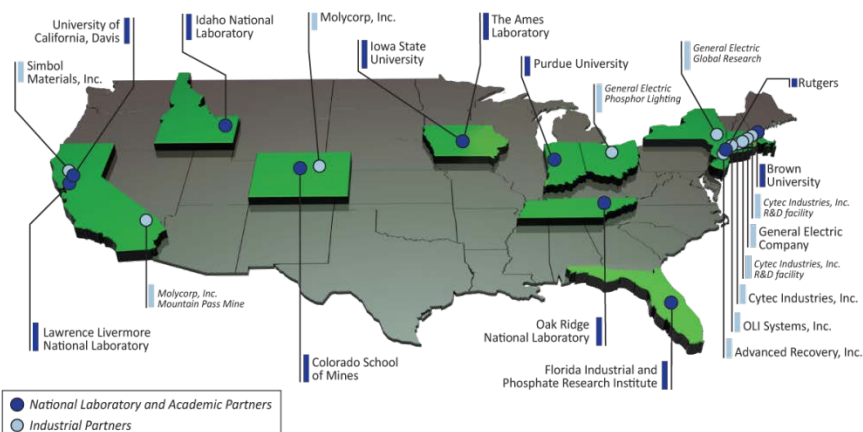 University of
California, Davis
Idaho National
Laboratory
Molycorp, Inc.
The Ames
Laboratory
Iowa State
University
Simbol
Materials, Inc.
Purdue University
General Electric
Phosphor Lighting
General Electric
Global Research
Rutgers
Brown
University
Cytec Industries, Inc.
R&D facility
General Electric
Company
Cytec Industries, Inc.
R&D facility
Cytec Industries, Inc.
OLI Systems, Inc.
Advanced Recovery, Inc.
Molycorp, Inc.
Mountain Pass Mine
Lawrence Livermore
National Laboratory
Colorado School
of Mines
Oak Ridge
National Laboratory
Florida Industrial and
Phosphate Research Institute
National Laboratory and Academic Partners
Industrial Partners